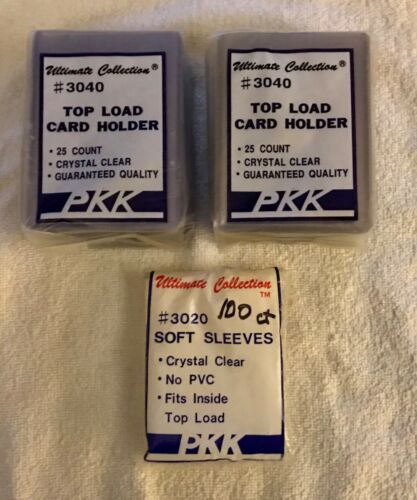 Ultimate Collection®
#3040
TOP LOAD
CARD HOLDER
• 25 COUNT
• CRYSTAL CLEAR
• GUARANTEED QUALITY
PKK
Ultimate Collection®
#3040
TOP LOAD
CARD HOLDER
• 25 COUNT
• CRYSTAL CLEAR
• GUARANTEED QUALITY
PKK
Ultimate Collection
TM
#3020 100 ct
SOFT SLEEVES
• Crystal Clear
• No PVC
• Fits Inside
Top Load
PKK